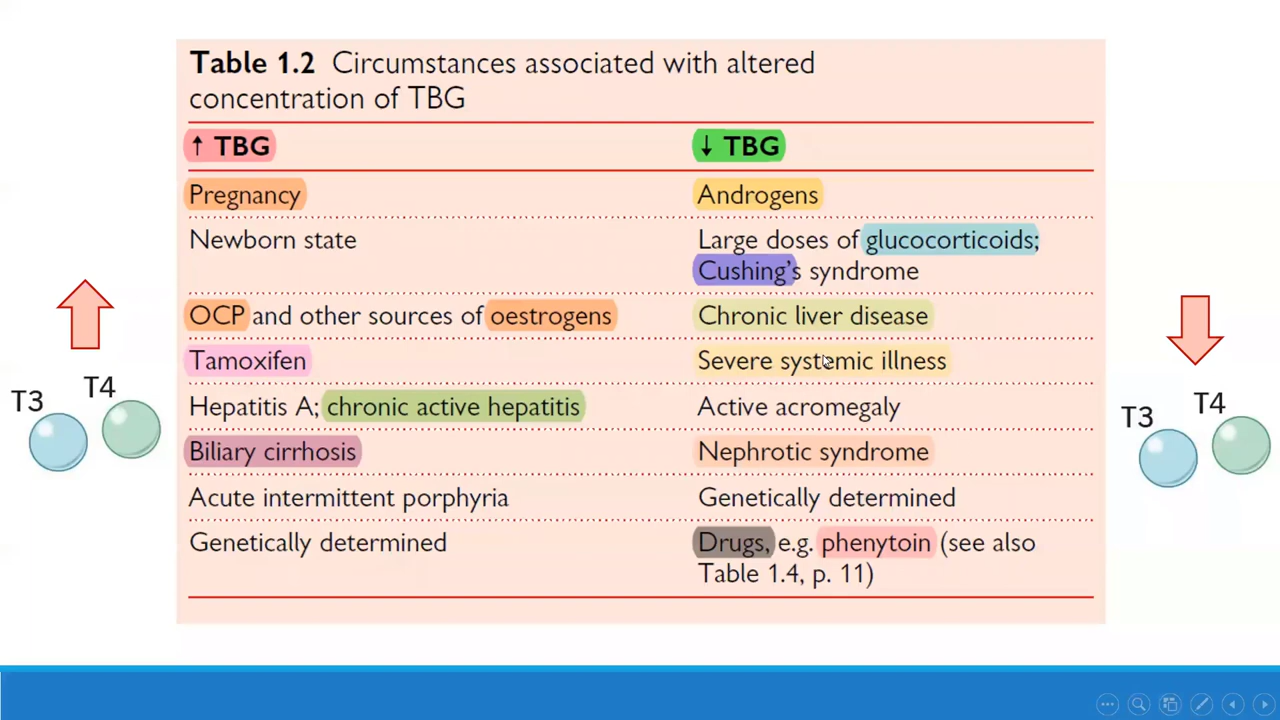 Table 1.2 Circumstances associated with altered
concentration of TBG
↑ TBG
↓ TBG
Pregnancy
Androgens
Newborn state
Large doses of glucocorticoids;
Cushing's syndrome
OCP and other sources of oestrogens
Chronic liver disease
Tamoxifen
Severe systemic illness
Hepatitis A; chronic active hepatitis
Active acromegaly
Biliary cirrhosis
Nephrotic syndrome
Acute intermittent porphyria
Genetically determined
Genetically determined
Drugs, e.g. phenytoin (see also
Table 1.4, p. 11)
T3 T4
T3 T4